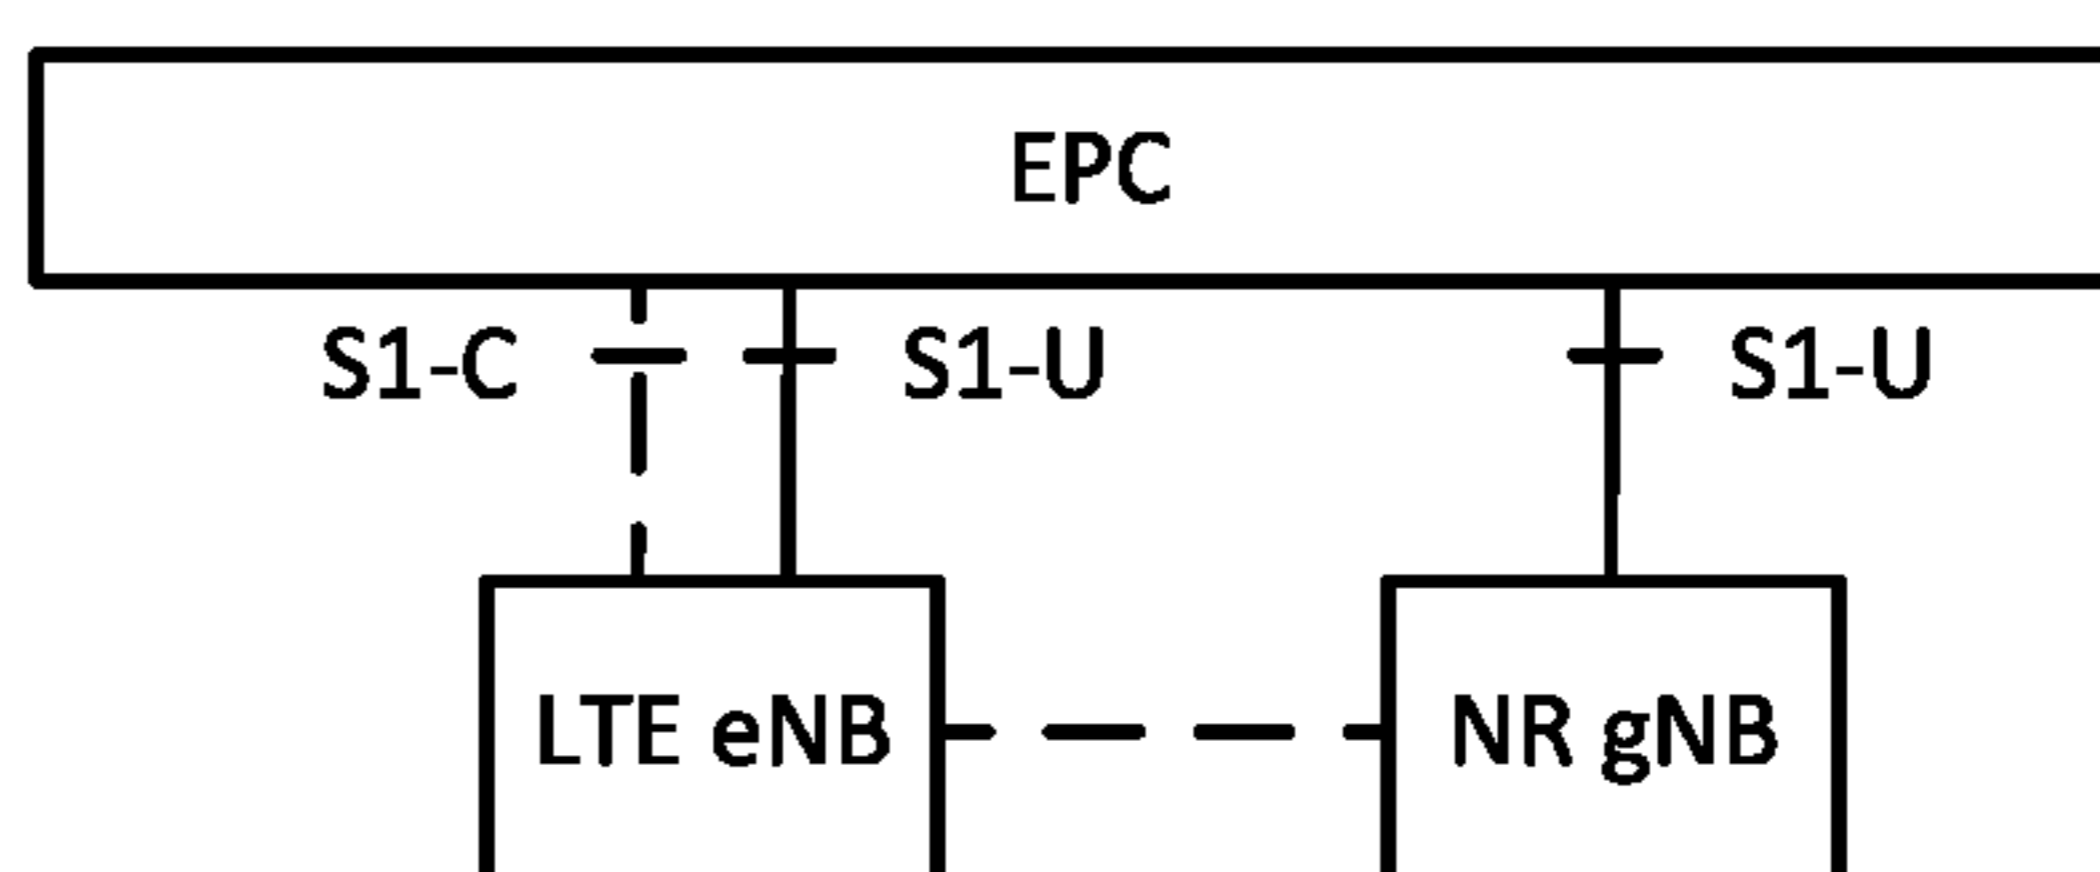 EPC
S1-C
S1-U
S1-U
LTE eNB
NR gNB